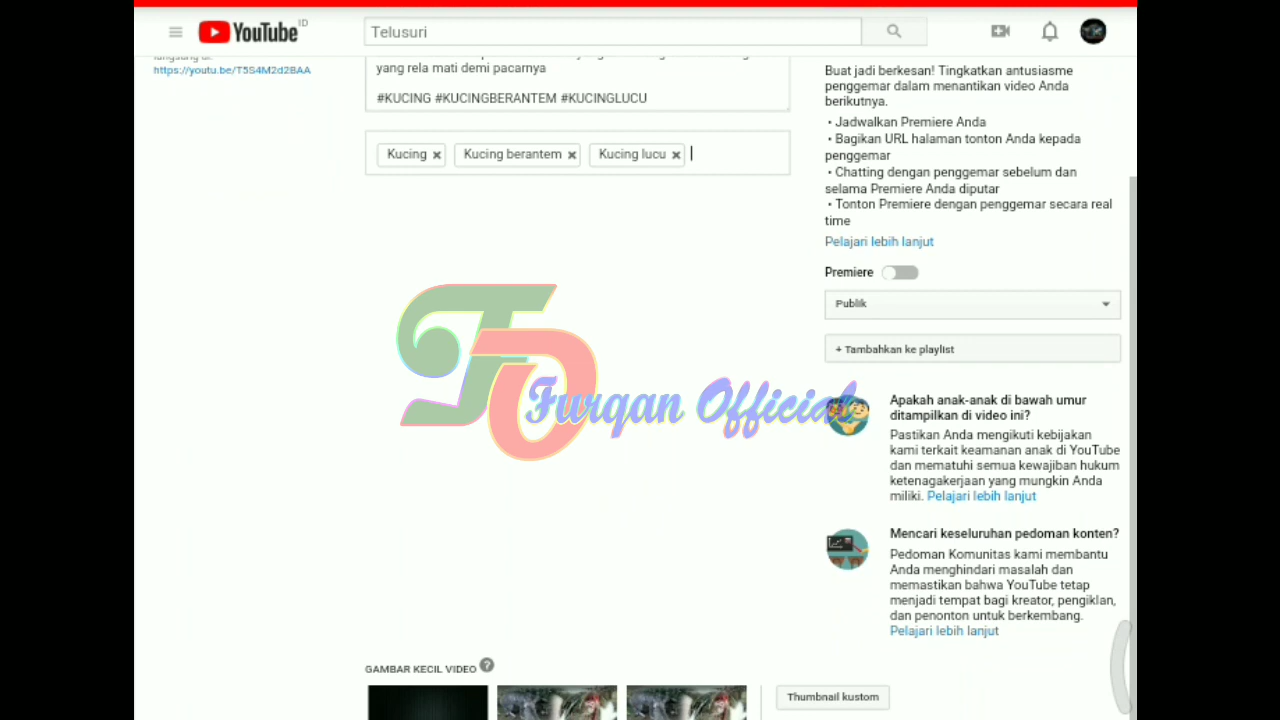 YouTube ID
Telusuri
https://youtu.be/T5S4M2d2BAA
yang rela mati demi pacarnya
#KUCING #KUCINGBERANTEM #KUCINGLUCU
Kucing × Kucing berantem × Kucing lucu ×
Buat jadi berkesan! Tingkatkan antusiasme
penggemar dalam menantikan video Anda
berikutnya.
• Jadwalkan Premiere Anda
• Bagikan URL halaman tonton Anda kepada
penggemar
• Chatting dengan penggemar sebelum dan
selama Premiere Anda diputar
• Tonton Premiere dengan penggemar secara real
time
Pelajari lebih lanjut
Premiere
Publik
+ Tambahkan ke playlist
Furqan Official
Apakah anak-anak di bawah umur
ditampilkan di video ini?
Pastikan Anda mengikuti kebijakan
kami terkait keamanan anak di YouTube
dan mematuhi semua kewajiban hukum
ketenagakerjaan yang mungkin Anda
miliki. Pelajari lebih lanjut
Mencari keseluruhan pedoman konten?
Pedoman Komunitas kami membantu
Anda menghindari masalah dan
memastikan bahwa YouTube tetap
menjadi tempat bagi kreator, pengiklan,
dan penonton untuk berkembang.
Pelajari lebih lanjut
GAMBAR KECIL VIDEO ?
Thumbnail kustom